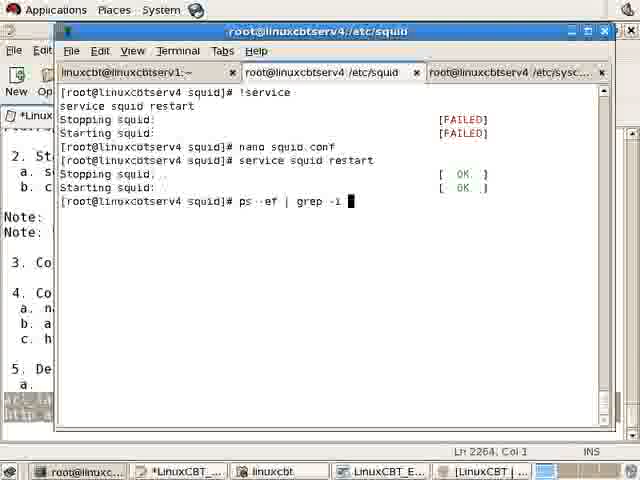 Applications Places System
root@linuxcbtserv4:/etc/squid
File
File Edit View Terminal Tabs Help
linuxcbt@linuxcbtserv1:~
root@linuxcbtserv4:/etc/squid
root@linuxcbtserv4:/etc/sysc...
New
*Linux
[root@linuxcbtserv4 squid]# !service
service squid restart
Stopping squid: [FAILED]
Starting squid: [FAILED]
[root@linuxcbtserv4 squid]# nano squid.conf
[root@linuxcbtserv4 squid]# service squid restart
Stopping squid: . [ OK ]
Starting squid: . [ OK ]
[root@linuxcbtserv4 squid]# ps -ef | grep -i
2. St
a. s
b. c
Note:
Note:
3. Co
4. Co
a. n
b. a
c. h
5. De
a.
Ln 2264, Col 1
INS
root@linuxc...
*LinuxCBT_...
linuxcbt
LinuxCBT_E...
[LinuxCBT |...